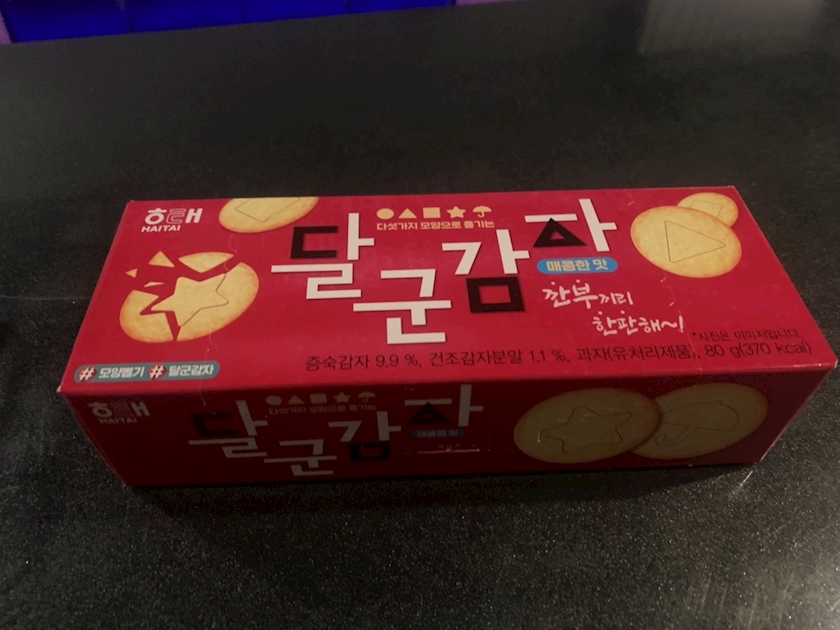 해태
HAITAI
다섯가지 모양으로 즐기는
달군감자
매콤한 맛
깐부끼리
한판해~!
*사진은 이미지입니다.
증숙감자 9.9 %, 건조감자분말 1.1 %, 과자(유처리제품), 80 g(370 kcal)
# 모양뽑기 # 달군감자
해태
HAITAI
다섯가지 모양으로 즐기는
달군감자
매콤한 맛